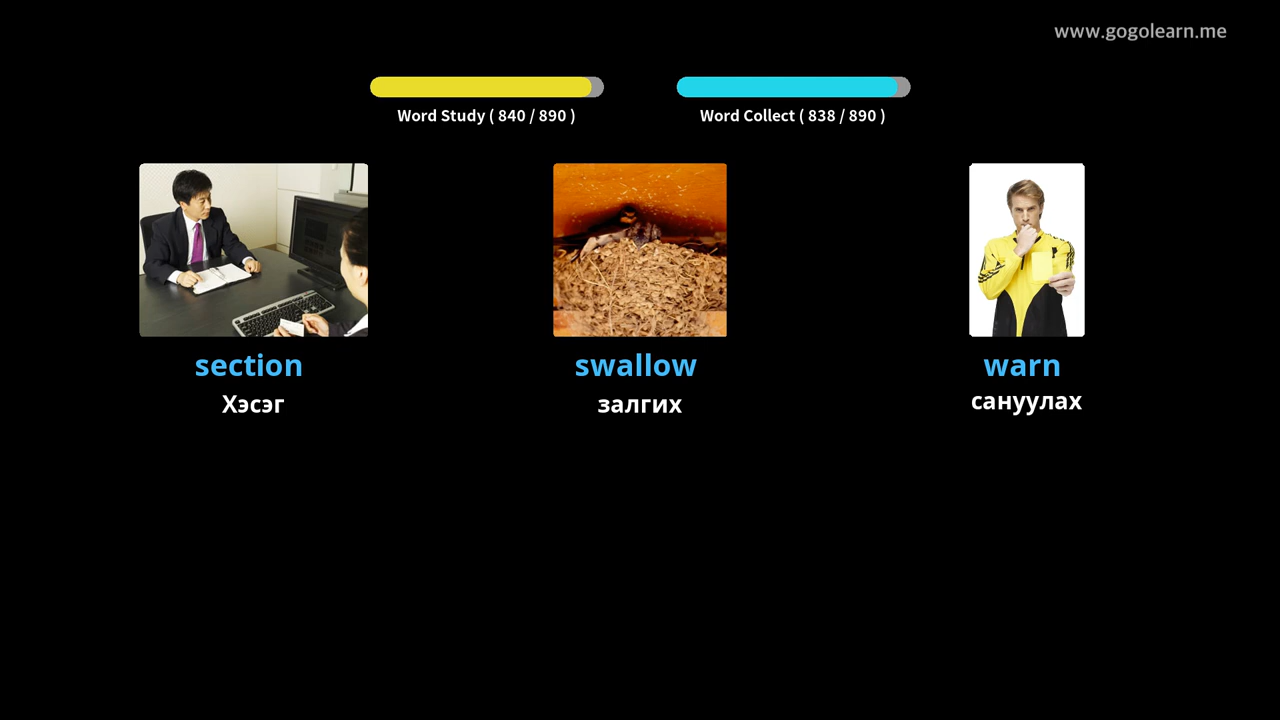 www.gogolearn.me
Word Study ( 840 / 890 )
Word Collect ( 838 / 890 )
section
Хэсэг
swallow
залгих
warn
сануулах